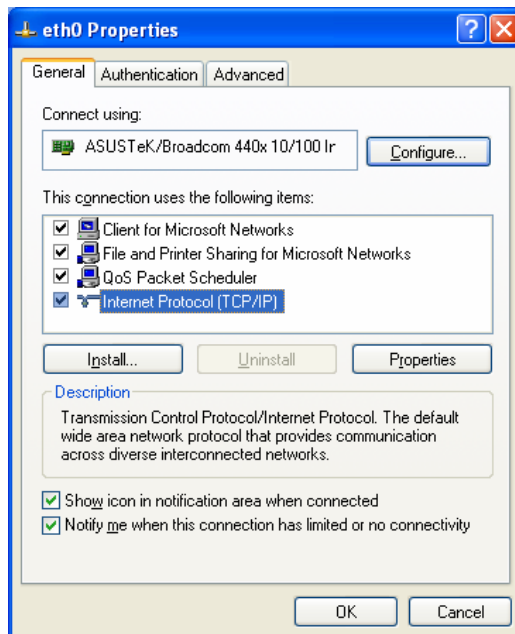 eth0 Properties
General Authentication Advanced
Connect using:
ASUSTeK/Broadcom 440x 10/100 Ir
Configure...
This connection uses the following items:
Client for Microsoft Networks
File and Printer Sharing for Microsoft Networks
QoS Packet Scheduler
Internet Protocol (TCP/IP)
Install... Uninstall Properties
Description
Transmission Control Protocol/Internet Protocol. The default
wide area network protocol that provides communication
across diverse interconnected networks.
Show icon in notification area when connected
Notify me when this connection has limited or no connectivity
OK Cancel